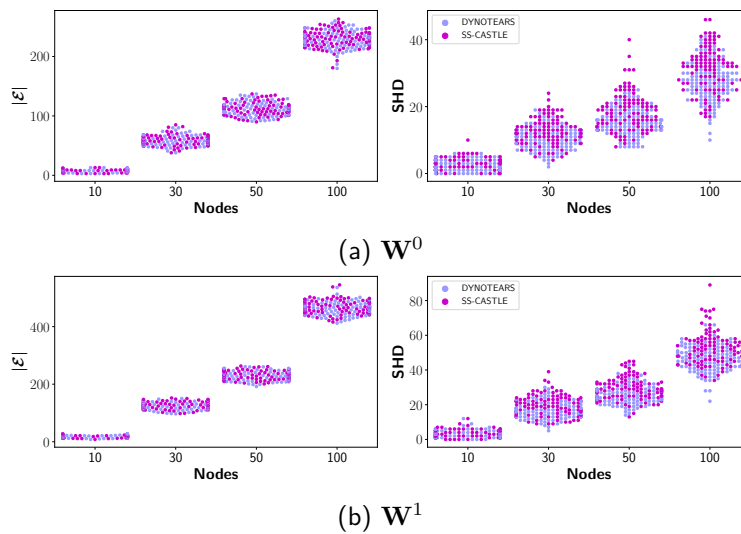 200
100
0
|ℰ|
10 30 50 100
Nodes
DYNOTEARS
SS-CASTLE
40
20
0
SHD
10 30 50 100
Nodes
(a) W⁰
400
200
0
|ℰ|
10 30 50 100
Nodes
DYNOTEARS
SS-CASTLE
80
60
40
20
0
SHD
10 30 50 100
Nodes
(b) W¹